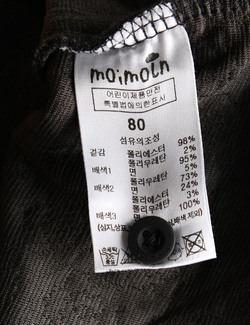 moimoln
어린이제품안전
특별법에의한표시
80
섬유의조성
겉감 폴리에스터 98%
폴리우레탄 2%
배색1 면 95%
폴리우레탄 5%
배색2 면 73%
폴리에스터 24%
폴리우레탄 3%
배색3 면 100%